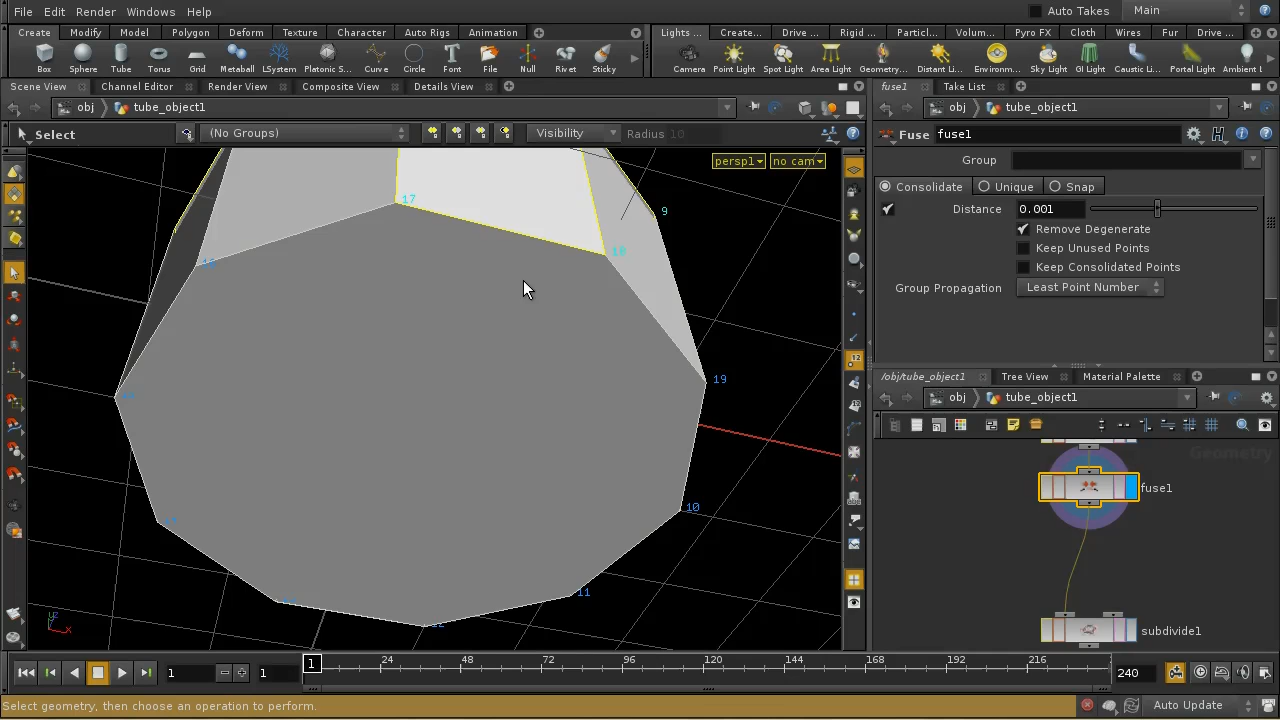 File Edit Render Windows Help Auto Takes Main
Create Modify Model Polygon Deform Texture Character Auto Rigs Animation Lights ... Create... Drive ... Rigid ... Particl... Volum... Pyro FX Cloth Wires Fur Drive ...
Box Sphere Tube Torus Grid Metaball LSystem Platonic S... Curve Circle Font File Null Rivet Sticky Camera Point Light Spot Light Area Light Geometry... Distant Li... Environm... Sky Light GI Light Caustic Li... Portal Light Ambient L
Scene View Channel Editor Render View Composite View Details View fuse1 Take List
obj tube_object1 obj tube_object1
Select (No Groups) Visibility Radius 10 Fuse fuse1
persp1 no cam
Group
Consolidate Unique Snap
Distance 0.001
Remove Degenerate
Keep Unused Points
Keep Consolidated Points
Group Propagation Least Point Number
17
9
19
10
11
/obj/tube_object1 Tree View Material Palette
obj tube_object1
Geometry
fuse1
subdivide1
1 1 1 24 48 72 96 120 144 168 192 216 240
Select geometry, then choose an operation to perform. Auto Update